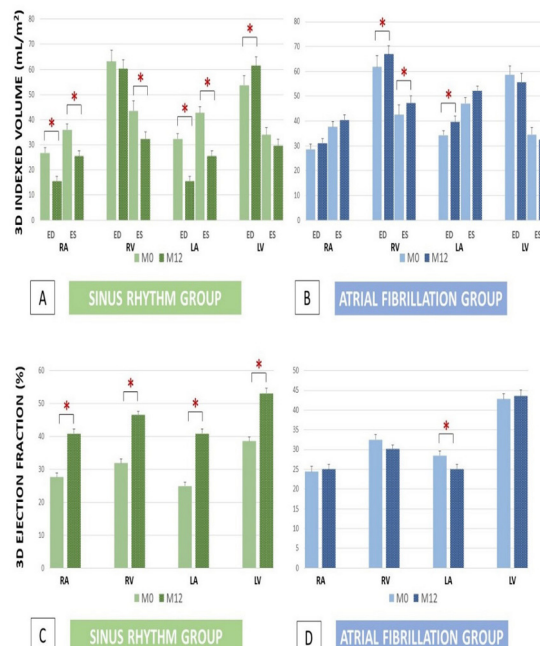 3D INDEXED VOLUME (mL/m²)
80
70
60
50
40
30
20
10
0
ED ES ED ES ED ES ED ES
RA RV LA LV
M0 M12
A SINUS RHYTHM GROUP
90
80
70
60
50
40
30
20
10
0
ED ES ED ES ED ES ED ES
RA RV LA LV
M0 M12
B ATRIAL FIBRILLATION GROUP
3D EJECTION FRACTION (%)
60
50
40
30
20
10
0
RA RV LA LV
M0 M12
C SINUS RHYTHM GROUP
50
45
40
35
30
25
20
15
10
5
0
RA RV LA LV
M0 M12
D ATRIAL FIBRILLATION GROUP